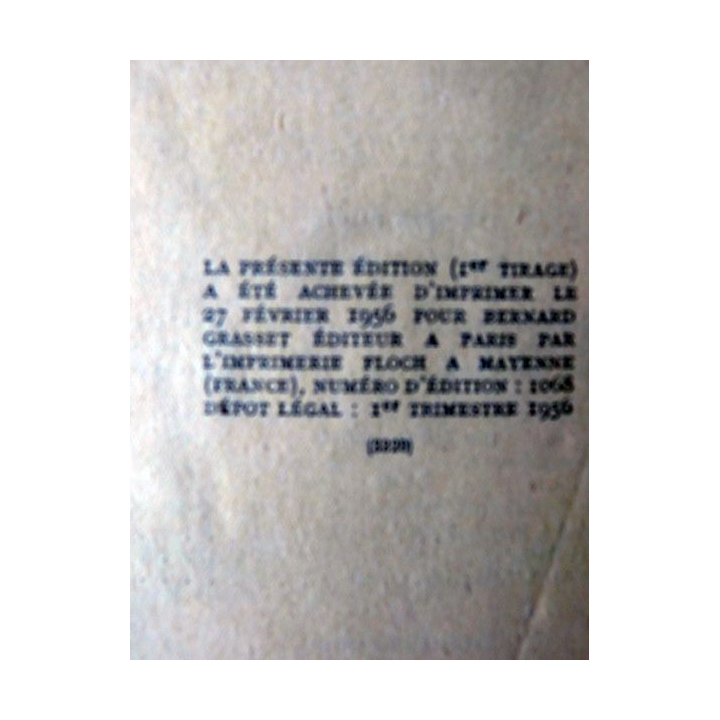 LA PRÉSENTE ÉDITION (1er TIRAGE)
A ÉTÉ ACHEVÉE D'IMPRIMER LE
27 FÉVRIER 1956 POUR BERNARD
GRASSET ÉDITEUR A PARIS PAR
L'IMPRIMERIE FLOCH A MAYENNE
(FRANCE), NUMÉRO D'ÉDITION : 1068
DÉPOT LÉGAL : 1er TRIMESTRE 1956